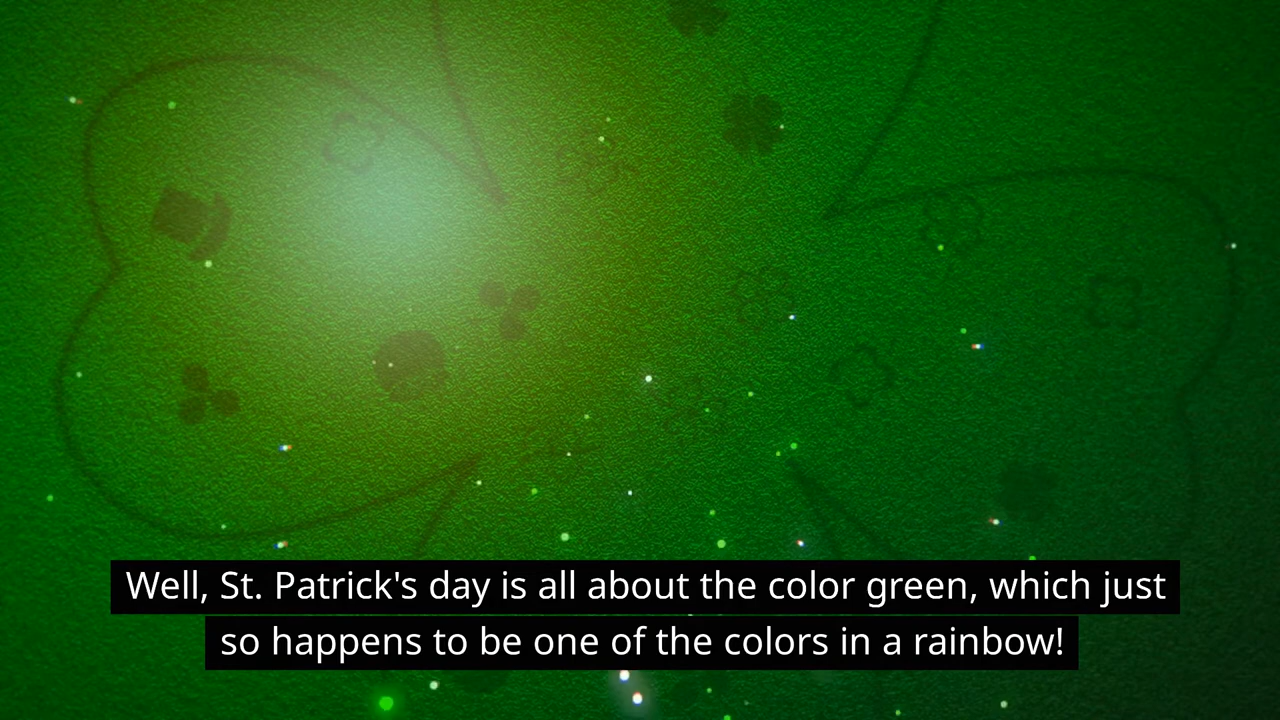 Well, St. Patrick's day is all about the color green, which just
so happens to be one of the colors in a rainbow!